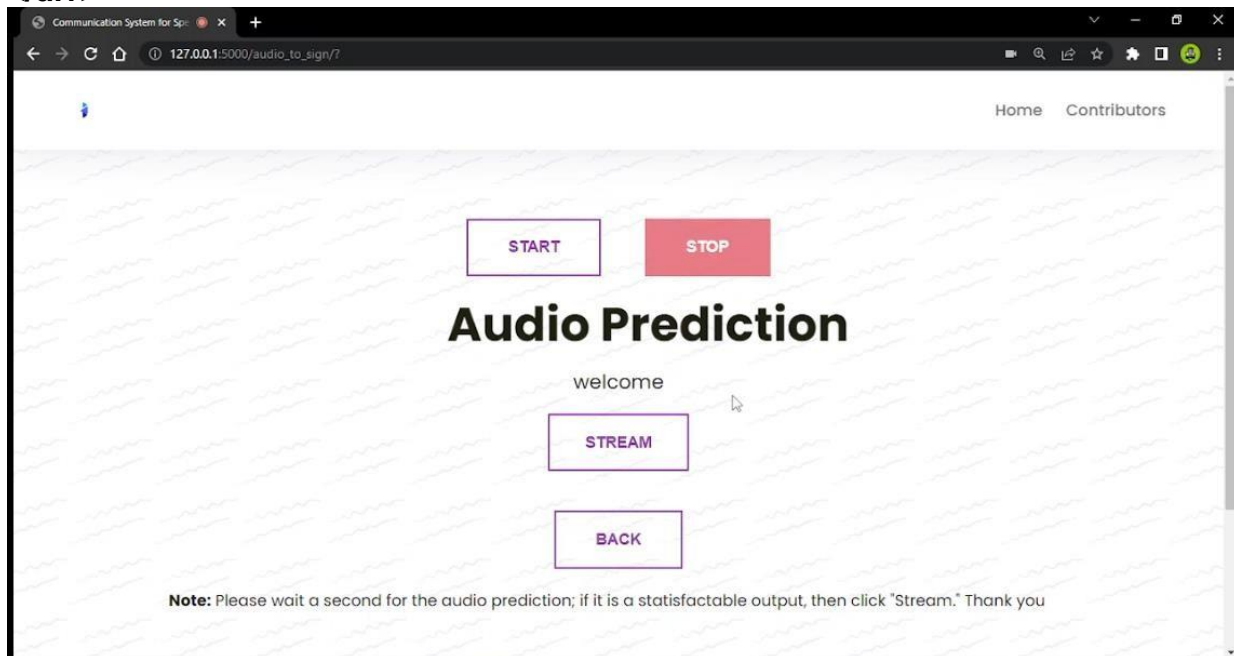 Communication System for Spe
127.0.0.1:5000/audio_to_sign/?
Home Contributors
START STOP
Audio Prediction
welcome
STREAM
BACK
Note: Please wait a second for the audio prediction; if it is a statisfactable output, then click "Stream." Thank you